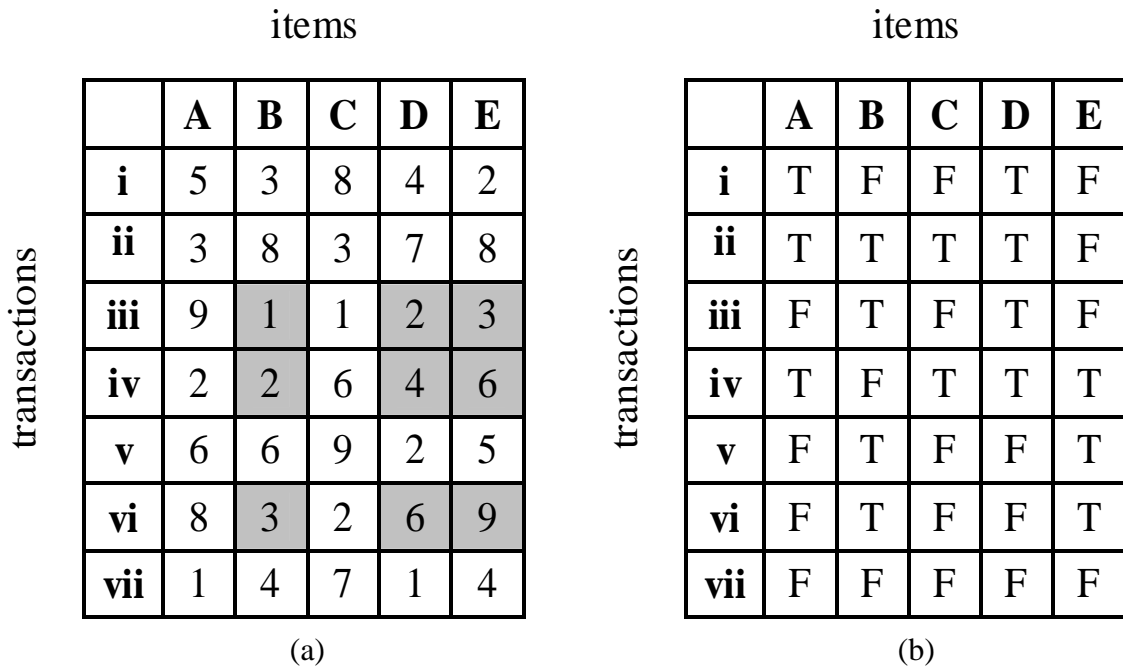 items
A B C D E
i 5 3 8 4 2
ii 3 8 3 7 8
iii 9 1 1 2 3
iv 2 2 6 4 6
v 6 6 9 2 5
vi 8 3 2 6 9
vii 1 4 7 1 4
transactions
(a)
items
A B C D E
i T F F T F
ii T T T T F
iii F T F T F
iv T F T T T
v F T F F T
vi F T F F T
vii F F F F F
transactions
(b)